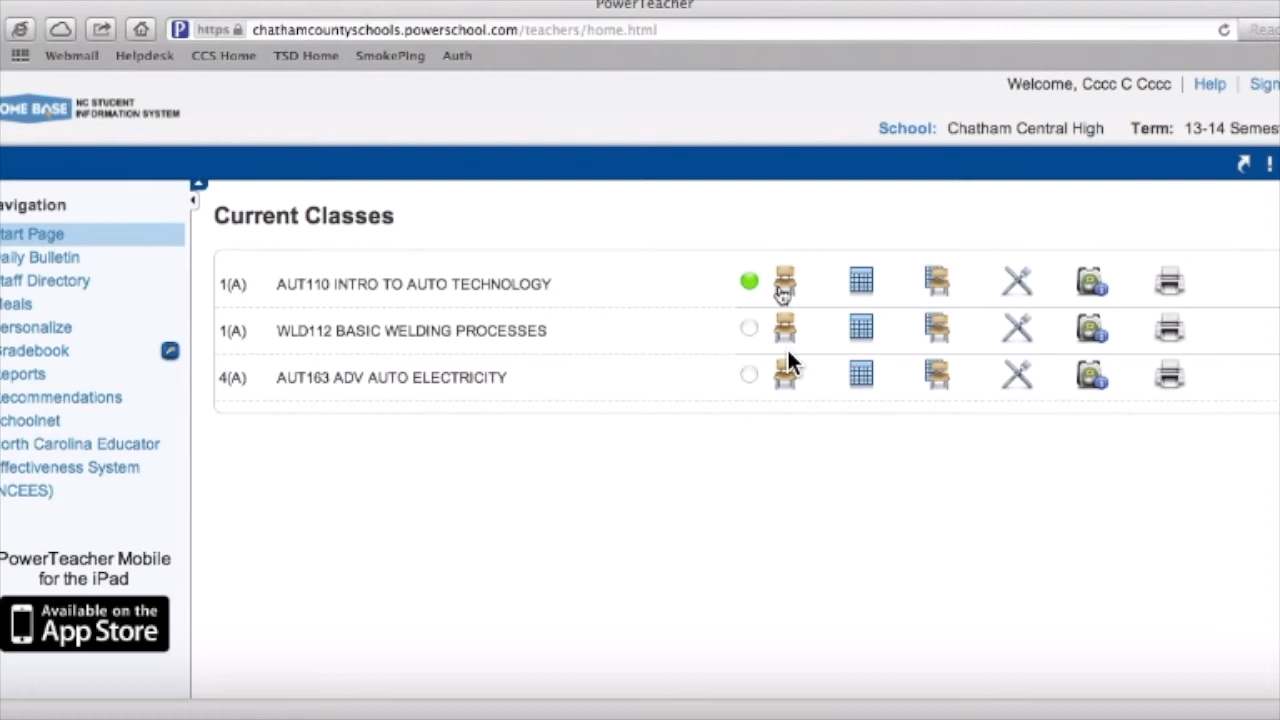 PowerTeacher
https chathamcountyschools.powerschool.com/teachers/home.html
Read
Webmail Helpdesk CCS Home TSD Home SmokePing Auth
OME BASE NC STUDENT
INFORMATION SYSTEM
Welcome, Cccc C Cccc | Help | Sign
School: Chatham Central High Term: 13-14 Semes
avigation
tart Page
aily Bulletin
taff Directory
eals
ersonalize
radebook
eports
ecommendations
choolnet
orth Carolina Educator
ffectiveness System
NCEES)
PowerTeacher Mobile
for the iPad
Available on the
App Store
Current Classes
1(A) AUT110 INTRO TO AUTO TECHNOLOGY
1(A) WLD112 BASIC WELDING PROCESSES
4(A) AUT163 ADV AUTO ELECTRICITY